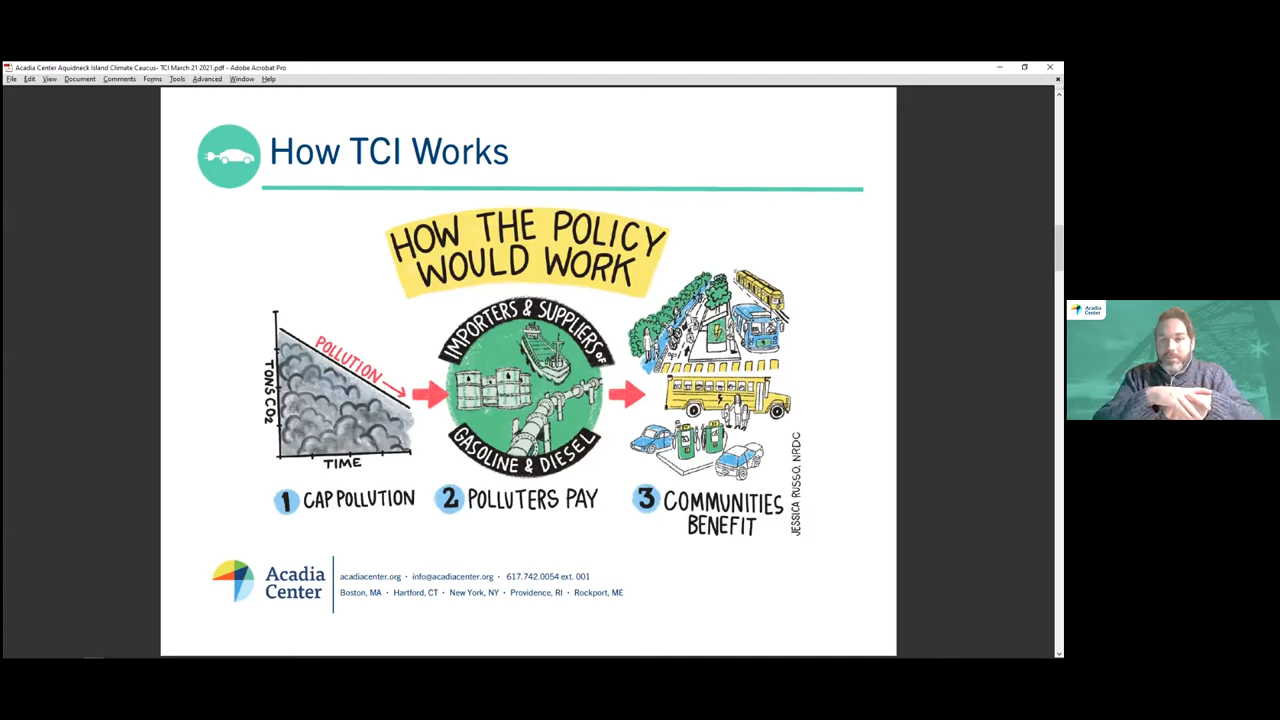 Acadia Center Aquidneck Island Climate Caucus- TCI March 21 2021.pdf - Adobe Acrobat Pro
File Edit View Document Comments Forms Tools Advanced Window Help
How TCI Works
HOW THE POLICY
WOULD WORK
TONS CO2
POLLUTION
TIME
IMPORTERS & SUPPLIERS OF
GASOLINE & DIESEL
1 CAP POLLUTION
2 POLLUTERS PAY
3 COMMUNITIES
BENEFIT
JESSICA RUSSO, NRDC
Acadia
Center
acadiacenter.org • info@acadiacenter.org • 617.742.0054 ext. 001
Boston, MA • Hartford, CT • New York, NY • Providence, RI • Rockport, ME
Acadia
Center